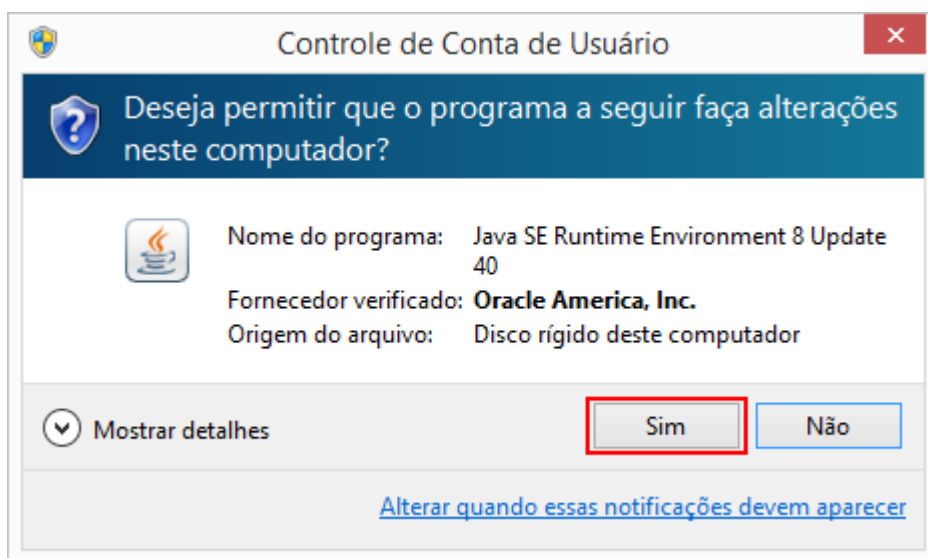 Controle de Conta de Usuário
Deseja permitir que o programa a seguir faça alterações
neste computador?
Nome do programa: Java SE Runtime Environment 8 Update
40
Fornecedor verificado: Oracle America, Inc.
Origem do arquivo: Disco rígido deste computador
Mostrar detalhes
Sim
Não
Alterar quando essas notificações devem aparecer